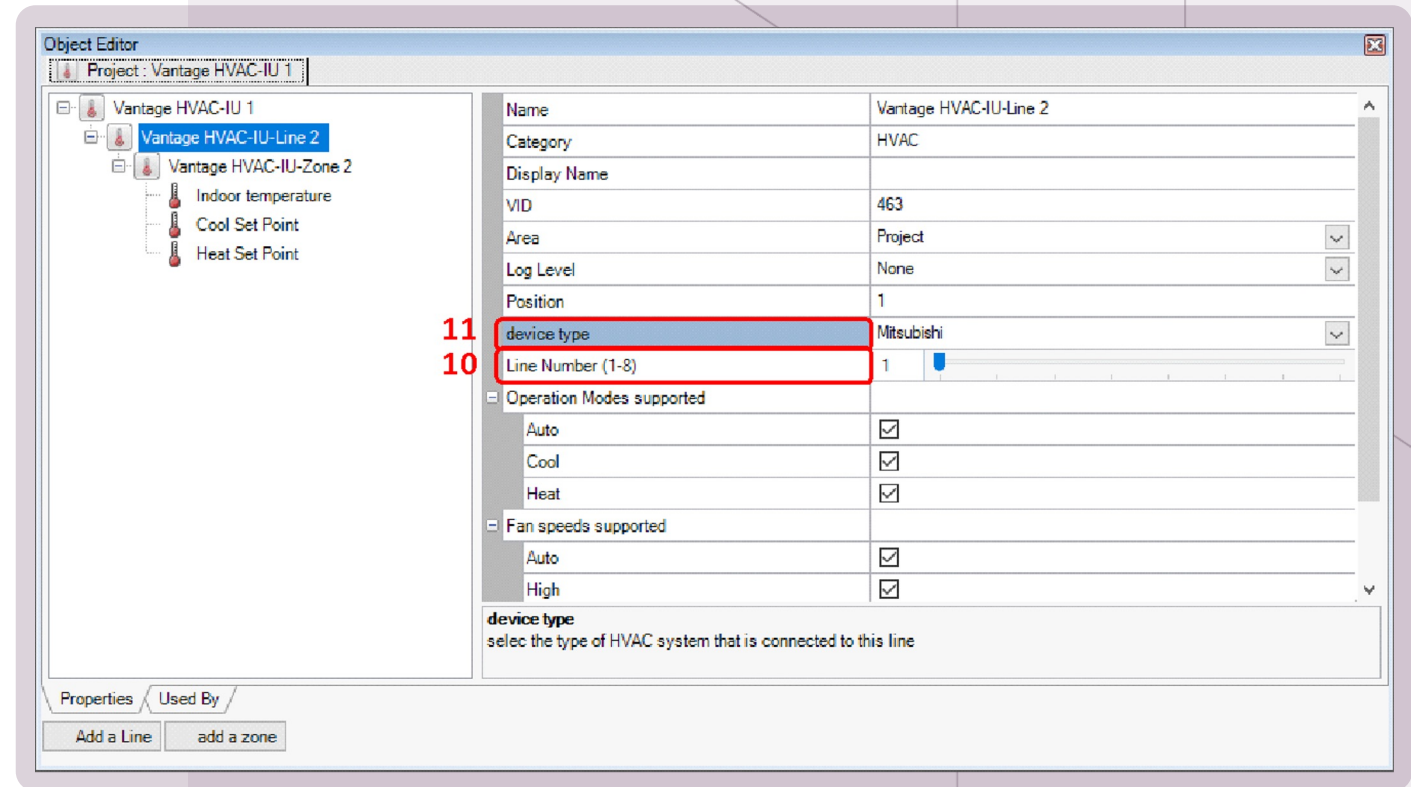 Object Editor
Project : Vantage HVAC-IU 1
Vantage HVAC-IU 1
Vantage HVAC-IU-Line 2
Vantage HVAC-IU-Zone 2
Indoor temperature
Cool Set Point
Heat Set Point
Name Vantage HVAC-IU-Line 2
Category HVAC
Display Name
VID 463
Area Project
Log Level None
Position 1
11 device type Mitsubishi
10 Line Number (1-8) 1
Operation Modes supported
Auto
Cool
Heat
Fan speeds supported
Auto
High
device type
selec the type of HVAC system that is connected to this line
Properties Used By
Add a Line add a zone